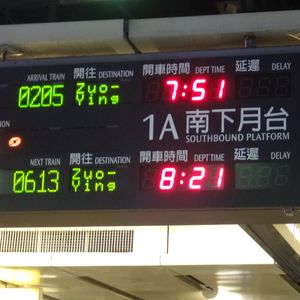 ARRIVAL TRAIN 開往 DESTINATION 開車時間 DEPT TIME 延遲 DELAY
0205 Zuo-Ying 7:51
1A 南下月台
SOUTHBOUND PLATFORM
NEXT TRAIN 開往 DESTINATION 開車時間 DEPT TIME 延遲 DELAY
0613 Zuo-Ying 8:21